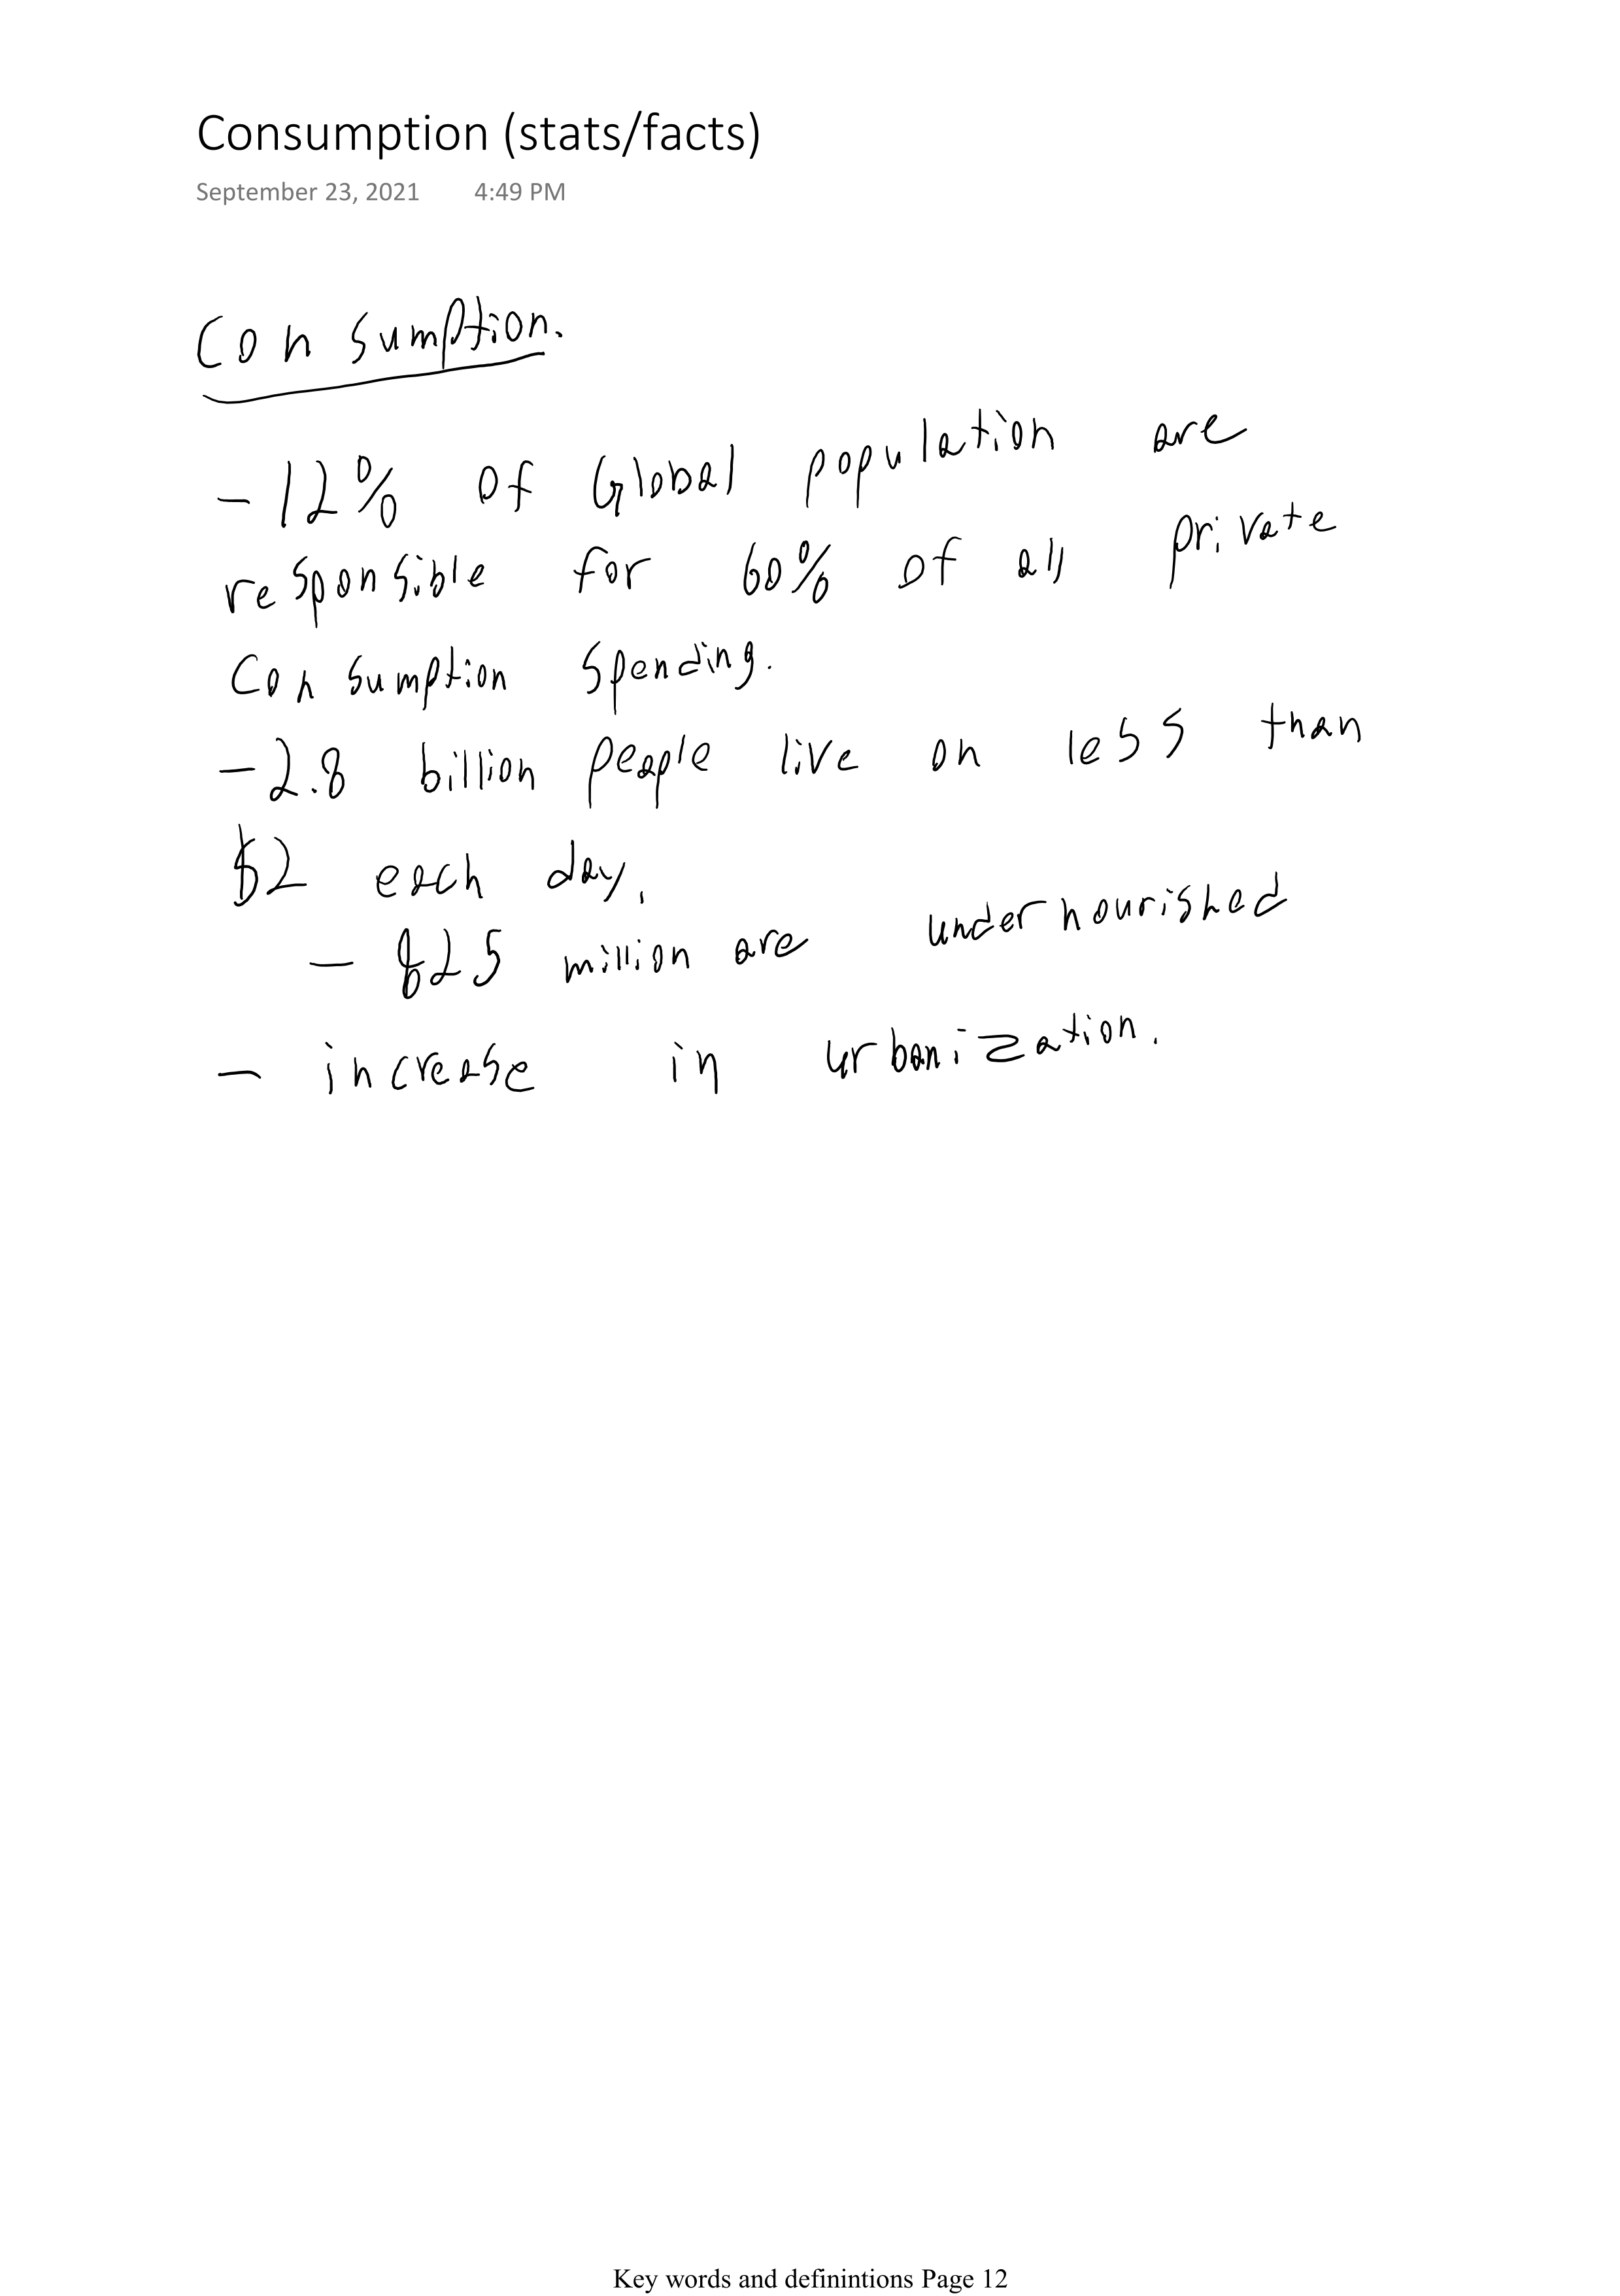 Consumption (stats/facts)
September 23, 2021 4:49 PM
Consumption.
- 12% of Global population are
responsible for 60% of all private
Consumption spending.
- 2.8 billion people live on less than
$2 each day.
- 825 million are undernourished
- increase in urbanization.
Key words and definintions Page 12